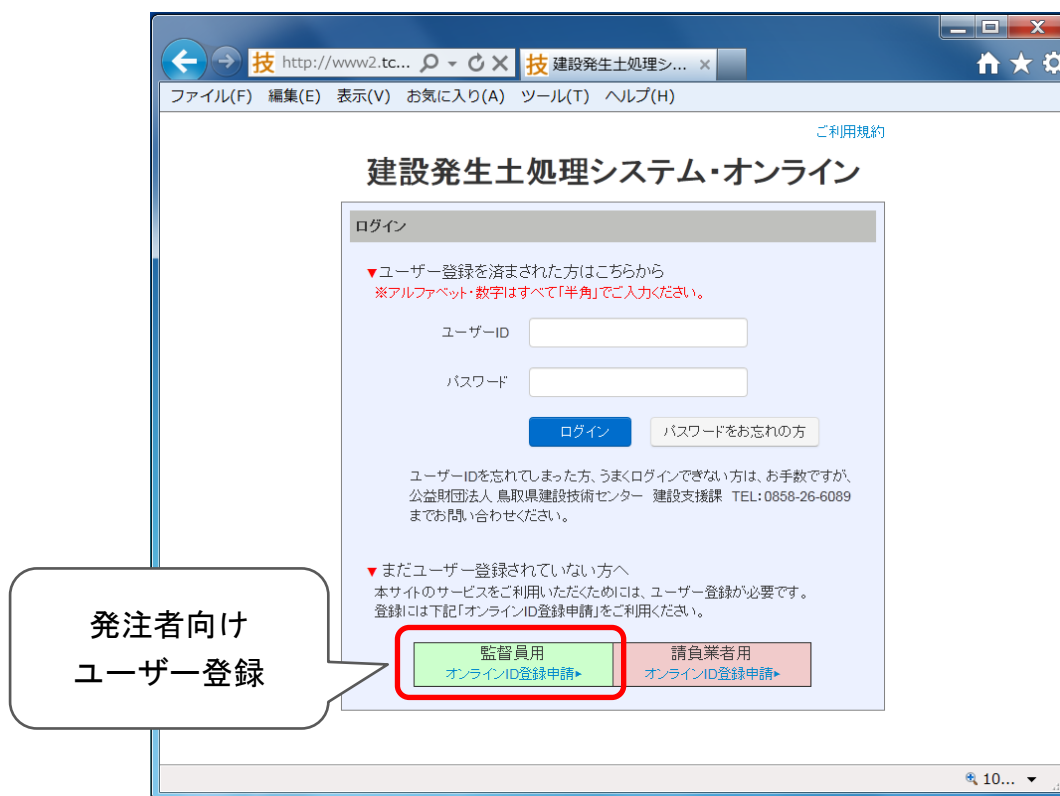 技 http://www2.tc... 技 建設発生土処理シ... ×
ファイル(F) 編集(E) 表示(V) お気に入り(A) ツール(T) ヘルプ(H)
ご利用規約
建設発生土処理システム・オンライン
ログイン
▼ユーザー登録を済まされた方はこちらから
※アルファベット・数字はすべて「半角」でご入力ください。
ユーザーID
パスワード
ログイン パスワードをお忘れの方
ユーザーIDを忘れてしまった方、うまくログインできない方は、お手数ですが、
公益財団法人 鳥取県建設技術センター 建設支援課 TEL:0858-26-6089
までお問い合わせください。
▼まだユーザー登録されていない方へ
本サイトのサービスをご利用いただくためには、ユーザー登録が必要です。
登録には下記「オンラインID登録申請」をご利用ください。
監督員用 請負業者用
オンラインID登録申請▶ オンラインID登録申請▶
発注者向け
ユーザー登録
10...